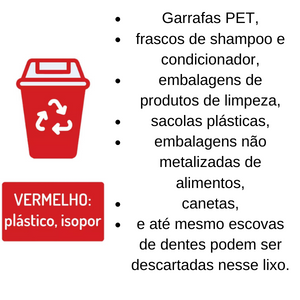 • Garrafas PET,
• frascos de shampoo e
condicionador,
• embalagens de
produtos de limpeza,
• sacolas plásticas,
• embalagens não
metalizadas de
alimentos,
• canetas,
• e até mesmo escovas
de dentes podem ser
descartadas nesse lixo.
VERMELHO:
plástico, isopor